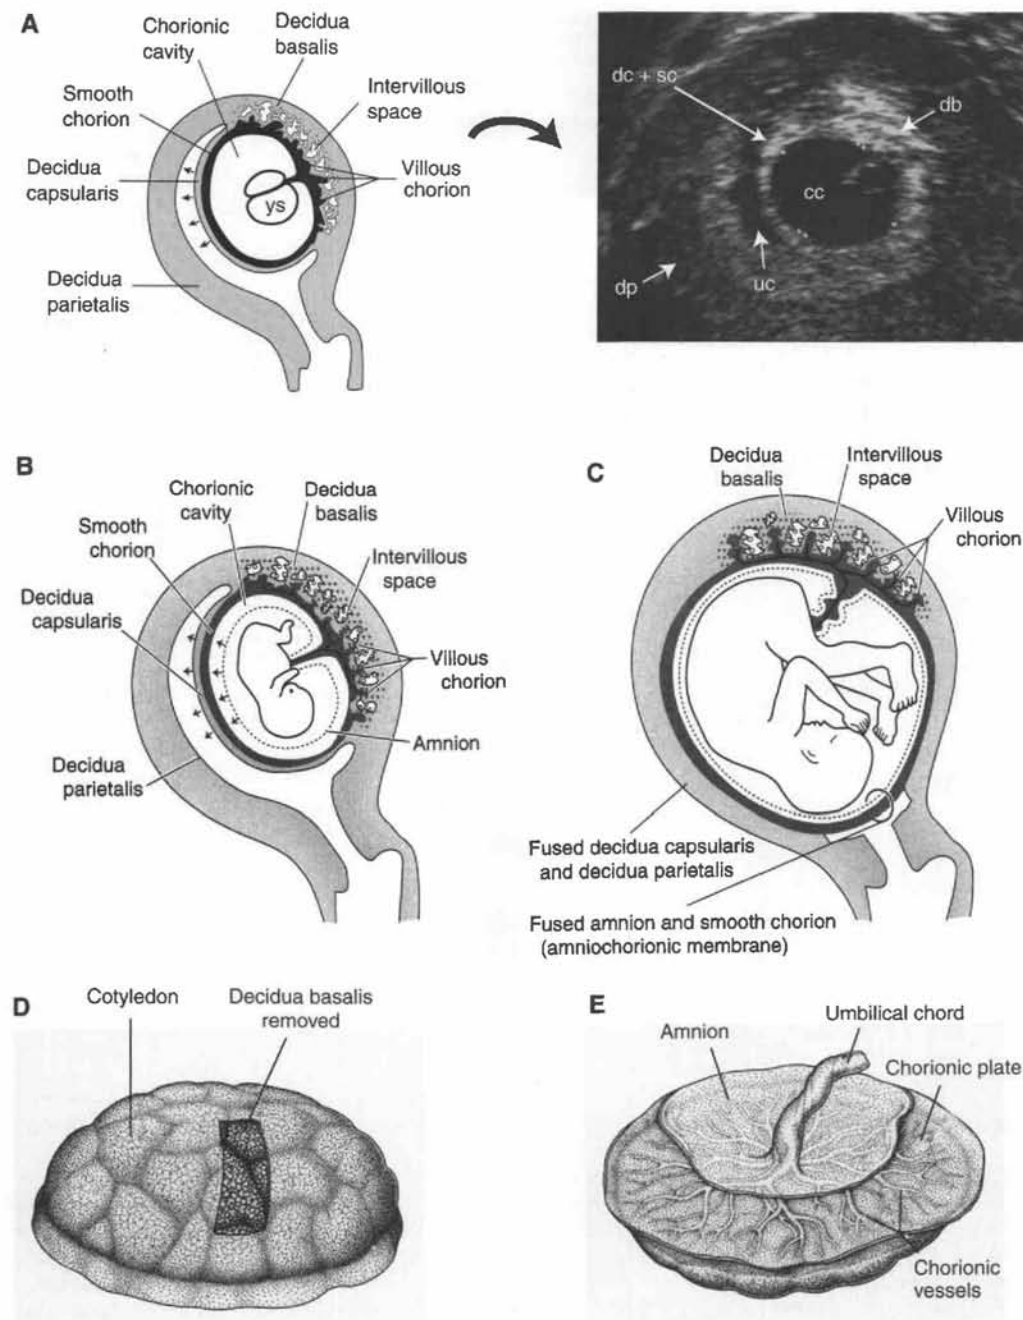 A
Chorionic
cavity
Decidua
basalis
Smooth
chorion
Intervillous
space
Decidua
capsularis
Villous
chorion
ys
Decidua
parietalis
dc + sc
db
cc
dp
uc
B
Chorionic
cavity
Decidua
basalis
Smooth
chorion
Intervillous
space
Decidua
capsularis
Villous
chorion
Amnion
Decidua
parietalis
C
Decidua
basalis
Intervillous
space
Villous
chorion
Fused decidua capsularis
and decidua parietalis
Fused amnion and smooth chorion
(amniochorionic membrane)
D
Cotyledon
Decidua basalis
removed
E
Umbilical chord
Amnion
Chorionic plate
Chorionic
vessels